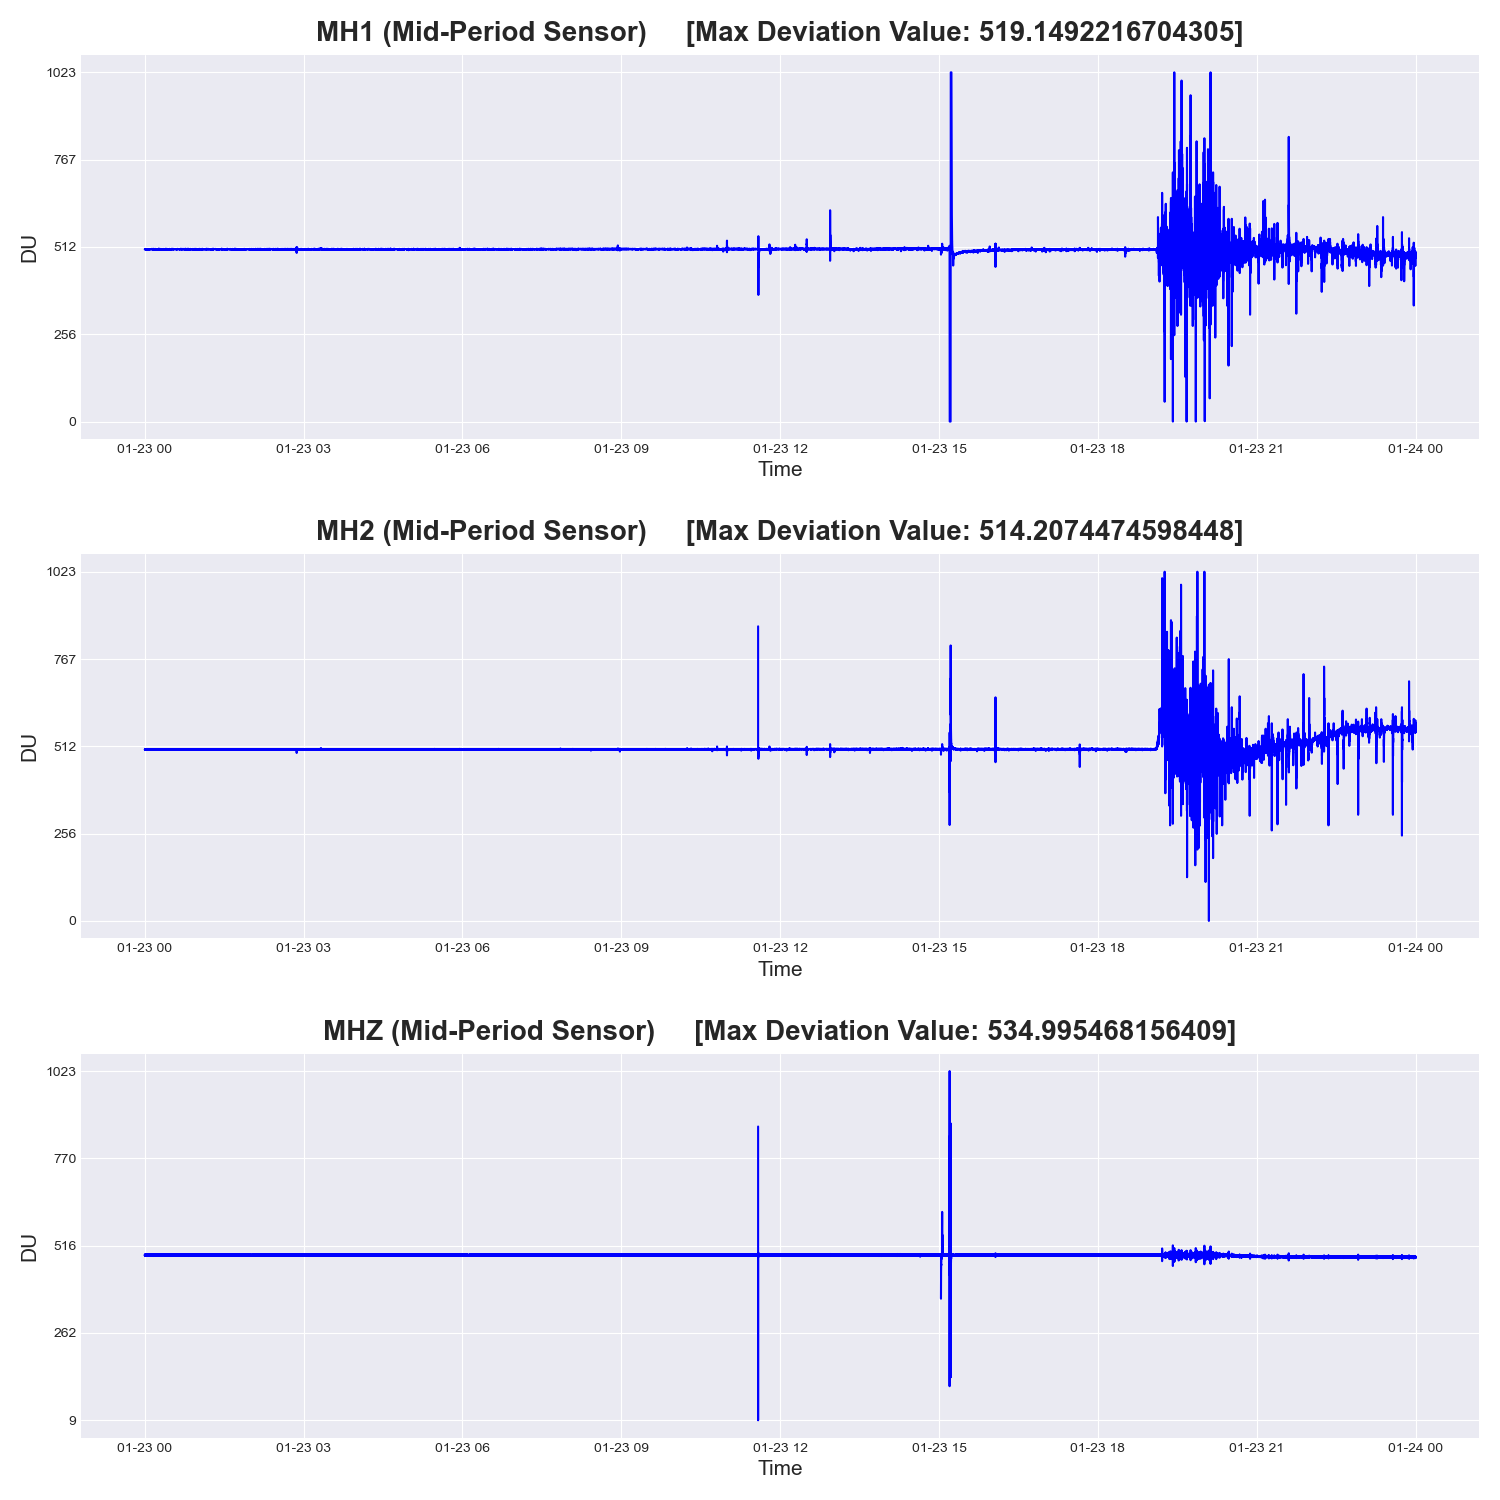 MH1 (Mid-Period Sensor) [Max Deviation Value: 519.1492216704305]
1023
767
512
256
0
DU
01-23 00 01-23 03 01-23 06 01-23 09 01-23 12 01-23 15 01-23 18 01-23 21 01-24 00
Time
MH2 (Mid-Period Sensor) [Max Deviation Value: 514.2074474598448]
1023
767
512
256
0
DU
01-23 00 01-23 03 01-23 06 01-23 09 01-23 12 01-23 15 01-23 18 01-23 21 01-24 00
Time
MHZ (Mid-Period Sensor) [Max Deviation Value: 534.995468156409]
1023
770
516
262
9
DU
01-23 00 01-23 03 01-23 06 01-23 09 01-23 12 01-23 15 01-23 18 01-23 21 01-24 00
Time